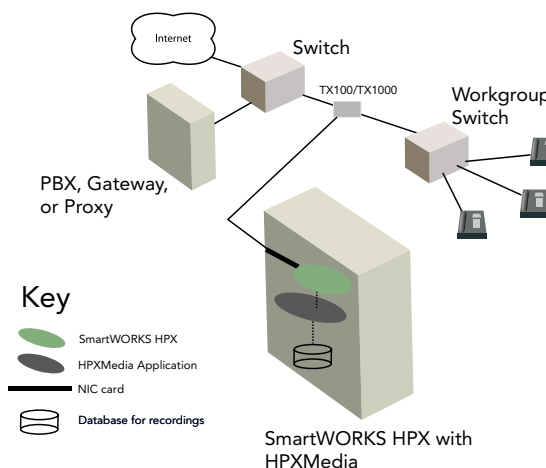 Internet
Switch
TX100/TX1000
Workgroup
Switch
PBX, Gateway,
or Proxy
Key
SmartWORKS HPX
HPXMedia Application
NIC card
Database for recordings
SmartWORKS HPX with
HPXMedia